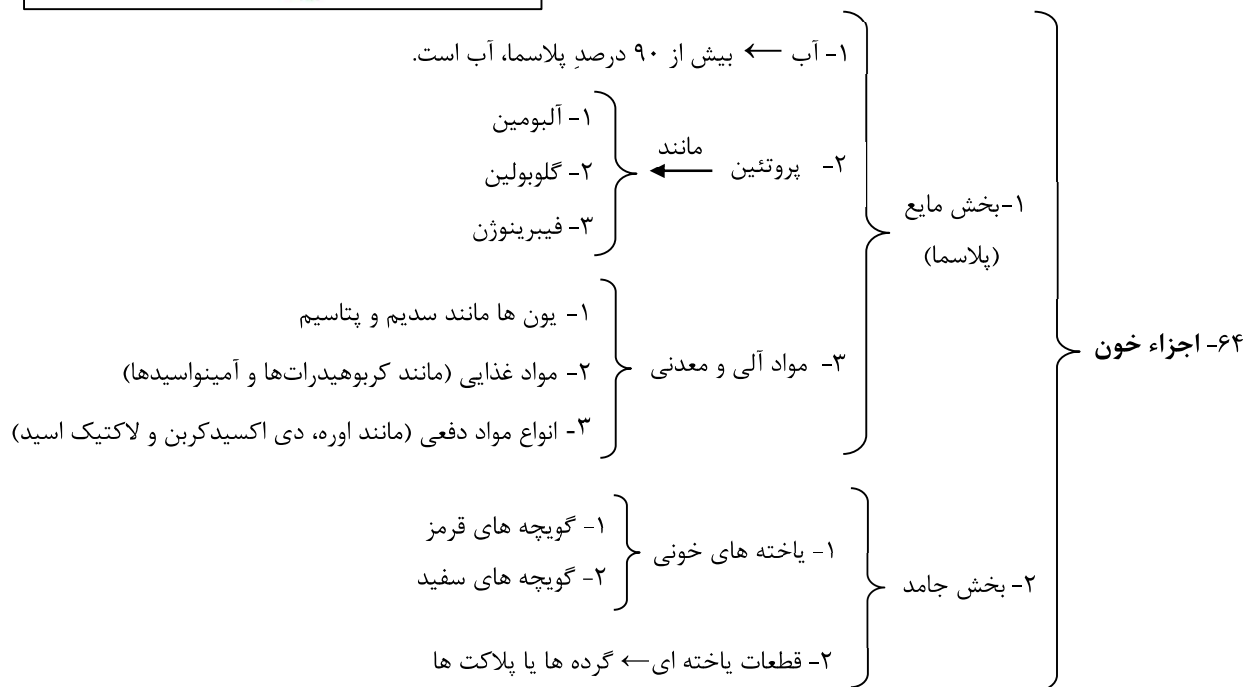 ۶۴- اجزاء خون
۱-بخش مایع
(پلاسما)
۱- آب ← بیش از ۹۰ درصدِ پلاسما، آب است.
۲- پروتئین
مانند
۱- آلبومین
۲- گلوبولین
۳- فیبرینوژن
۳- مواد آلی و معدنی
۱- یون ها مانند سدیم و پتاسیم
۲- مواد غذایی (مانند کربوهیدرات‌ها و آمینواسیدها)
۳- انواع مواد دفعی (مانند اوره، دی اکسیدکربن و لاکتیک اسید)
۲- بخش جامد
۱- یاخته های خونی
۱- گویچه های قرمز
۲- گویچه های سفید
۲- قطعات یاخته ای← گرده ها یا پلاکت ها